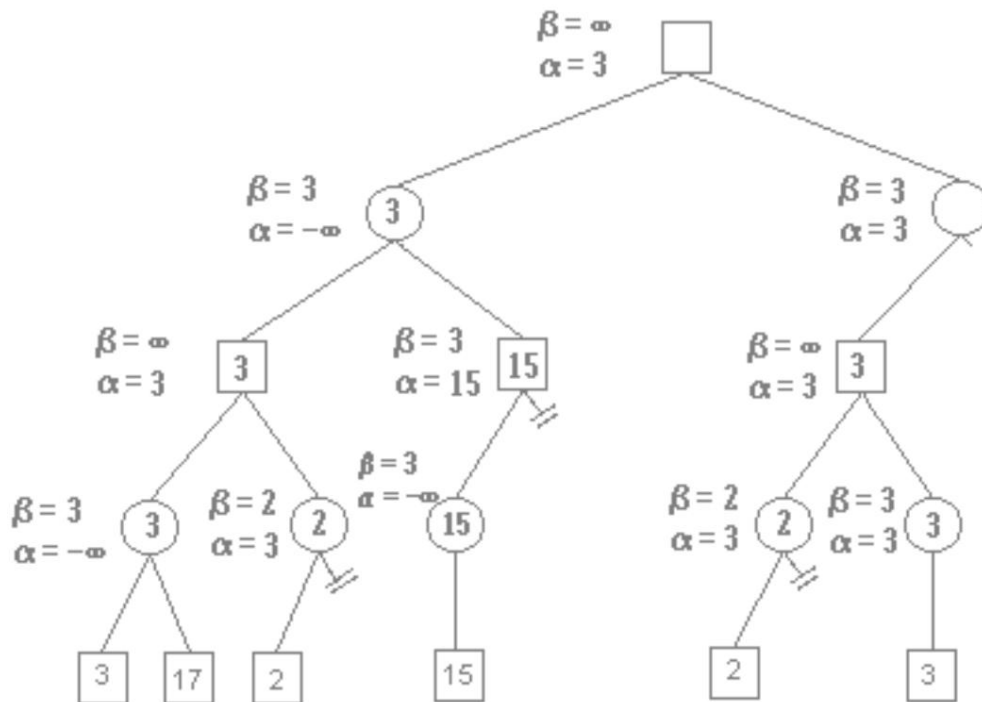 β = ∞
α = 3
β = 3
α = −∞
3
β = 3
α = 3
β = ∞
α = 3
3
β = 3
α = 15
15
β = ∞
α = 3
3
β = 3
α = −∞
3
β = 2
α = 3
2
β = 3
α = −∞
15
β = 2
α = 3
2
β = 3
α = 3
3
3
17
2
15
2
3